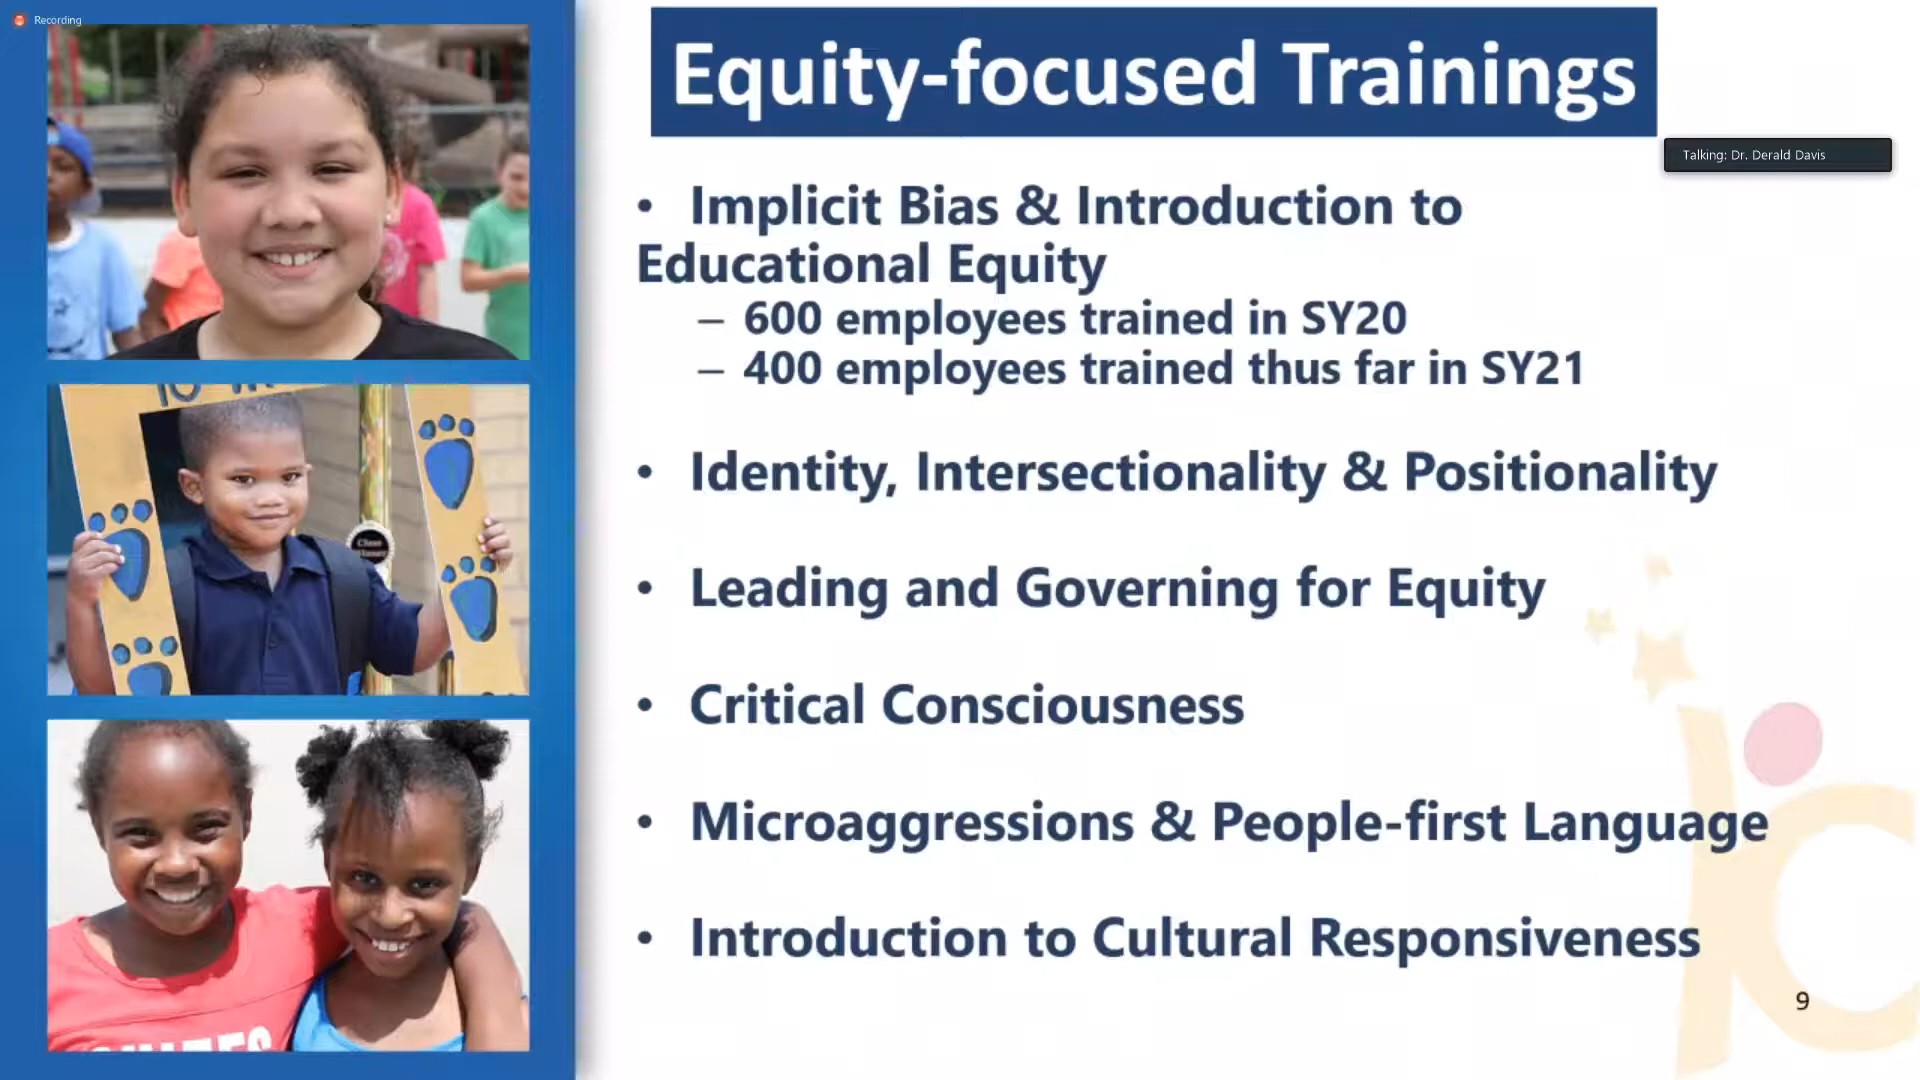 Recording
Equity-focused Trainings
Talking: Dr. Derald Davis
• Implicit Bias & Introduction to
Educational Equity
– 600 employees trained in SY20
– 400 employees trained thus far in SY21
• Identity, Intersectionality & Positionality
• Leading and Governing for Equity
• Critical Consciousness
• Microaggressions & People-first Language
• Introduction to Cultural Responsiveness
9